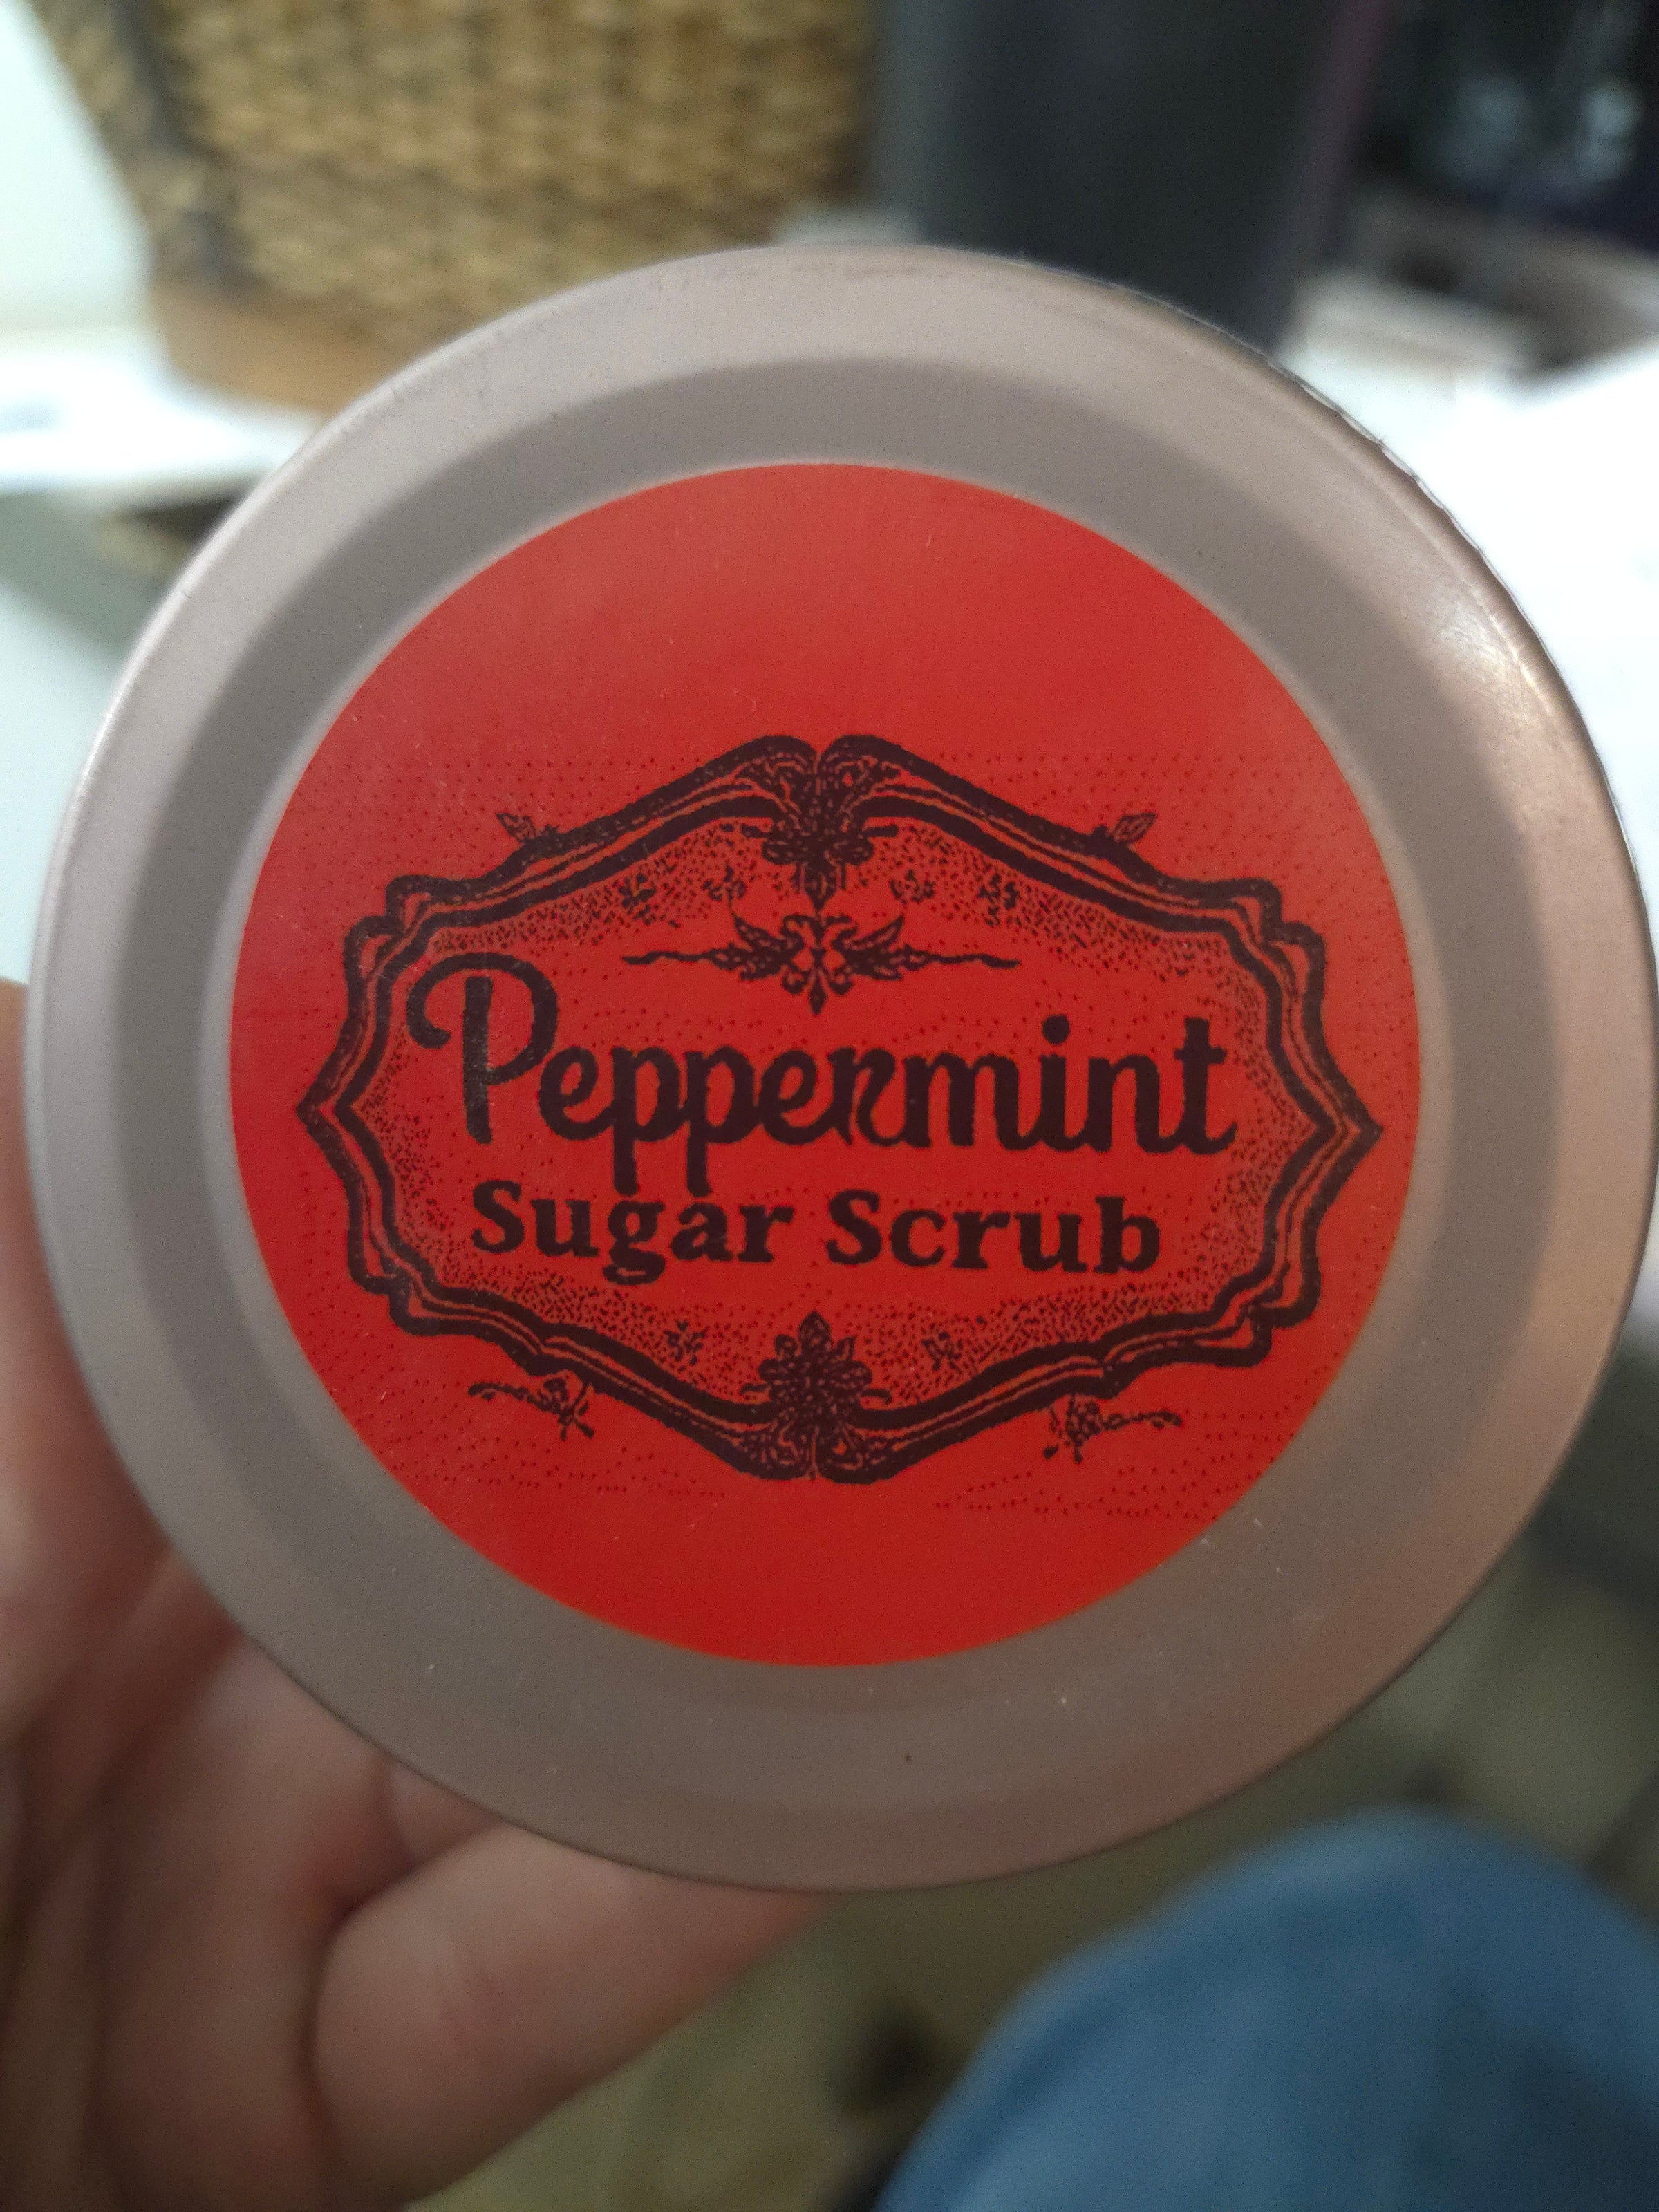 Peppermint
Sugar Scrub